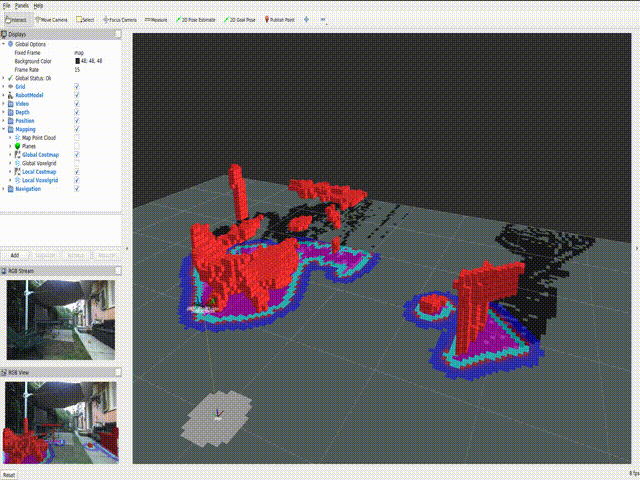 File Panels Help
Interact Move Camera Select Focus Camera Measure 2D Pose Estimate 2D Goal Pose Publish Point
Displays
Global Options
Fixed Frame map
Background Color 48; 48; 48
Frame Rate 15
Global Status: Ok
Grid
RobotModel
Video
Depth
Position
Mapping
Map Point Cloud
Planes
Global Costmap
Global Voxelgrid
Local Costmap
Local Voxelgrid
Navigation
Add
RGB Stream
RGB View
Reset
8 fps